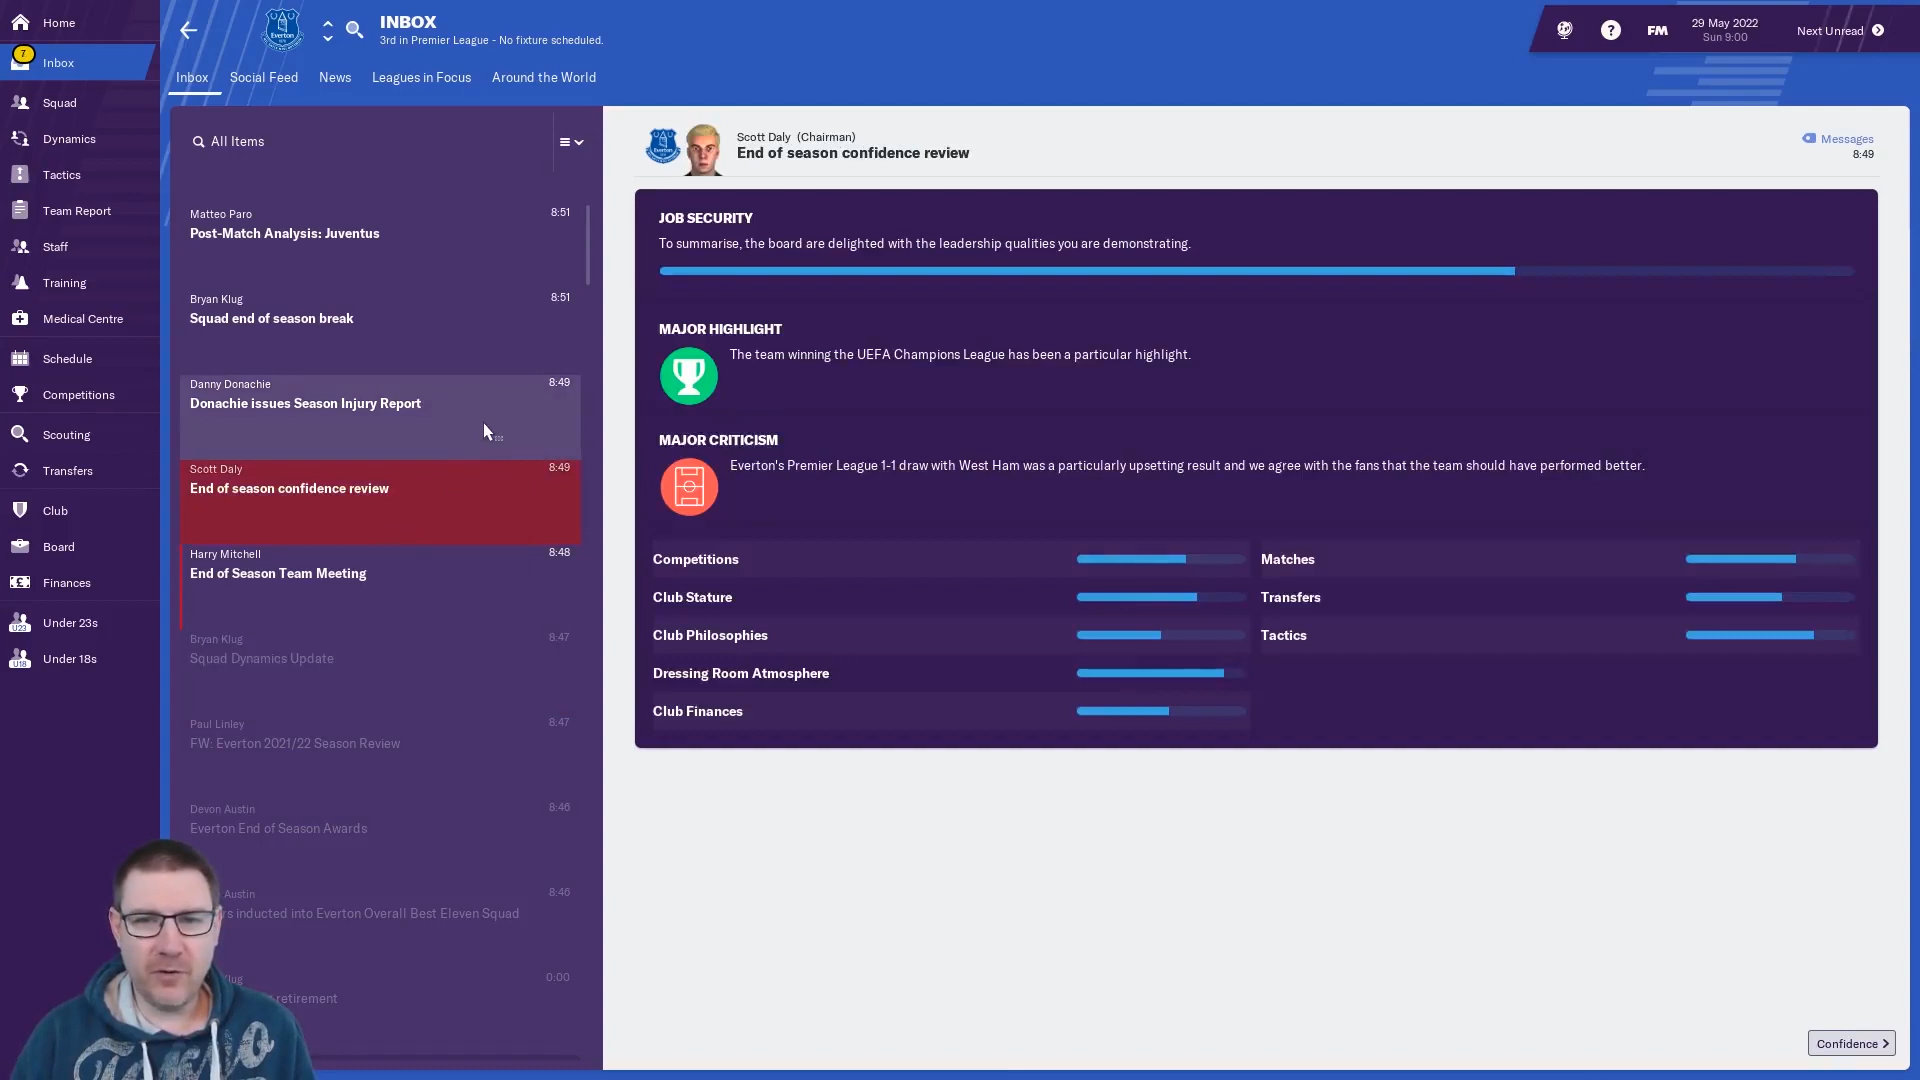 Home
7
Inbox
Squad
Dynamics
Tactics
Team Report
Staff
Training
Medical Centre
Schedule
Competitions
Scouting
Transfers
Club
Board
Finances
U23
Under 23s
U18
Under 18s
Everton
INBOX
3rd in Premier League - No fixture scheduled.
?
FM
29 May 2022
Sun 9:00
Next Unread
Inbox
Social Feed
News
Leagues in Focus
Around the World
All Items
Matteo Paro
8:51
Post-Match Analysis: Juventus
Bryan Klug
8:51
Squad end of season break
Danny Donachie
8:49
Donachie issues Season Injury Report
Scott Daly
8:49
End of season confidence review
Harry Mitchell
8:48
End of Season Team Meeting
Bryan Klug
8:47
Squad Dynamics Update
Paul Linley
8:47
FW: Everton 2021/22 Season Review
Devon Austin
8:46
Everton End of Season Awards
Austin
8:46
rs inducted into Everton Overall Best Eleven Squad
lug
0:00
retirement
Scott Daly (Chairman)
End of season confidence review
Messages
8:49
JOB SECURITY
To summarise, the board are delighted with the leadership qualities you are demonstrating.
MAJOR HIGHLIGHT
The team winning the UEFA Champions League has been a particular highlight.
MAJOR CRITICISM
Everton's Premier League 1-1 draw with West Ham was a particularly upsetting result and we agree with the fans that the team should have performed better.
Competitions
Matches
Club Stature
Transfers
Club Philosophies
Tactics
Dressing Room Atmosphere
Club Finances
Confidence